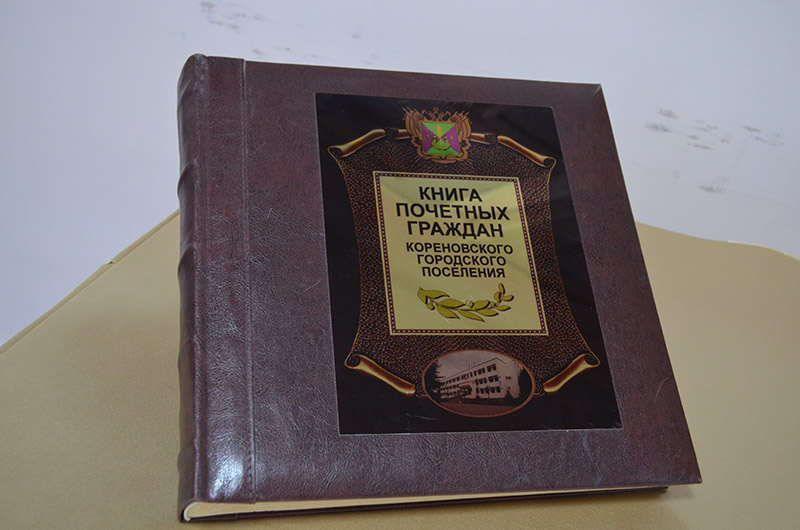 КНИГА
ПОЧЕТНЫХ
ГРАЖДАН
КОРЕНОВСКОГО
ГОРОДСКОГО
ПОСЕЛЕНИЯ